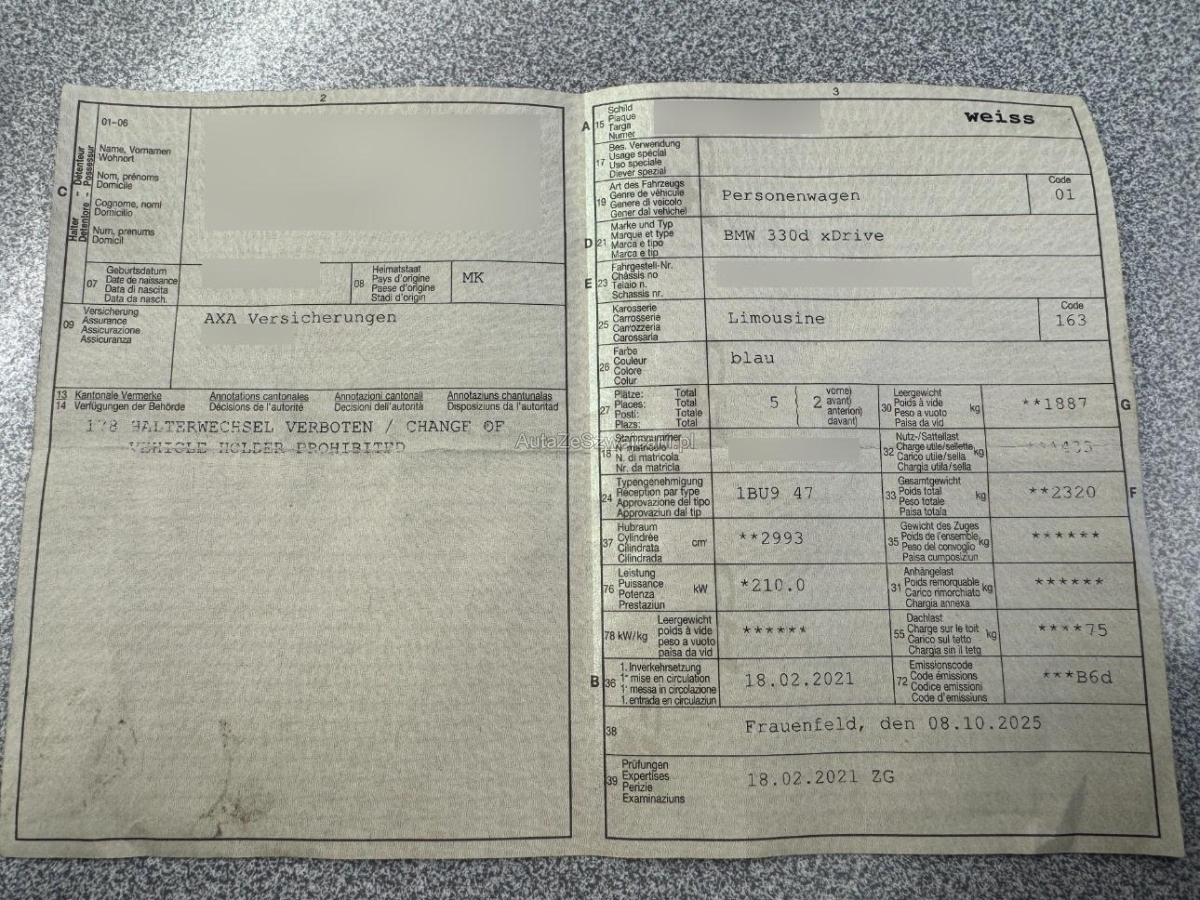 2
C
Halter - Détenteur
Detentore - Possessur
01-06
Name, Vornamen
Wohnort
Nom, prénoms
Domicile
Cognome, nomi
Domicilio
Num, prenums
Domicil
07
Geburtsdatum
Date de naissance
Data di nascita
Data da nasch.
08
Heimatstaat
Pays d'origine
Paese d'origine
Stadi d'origin
MK
09
Versicherung
Assurance
Assicurazione
Assicuranza
AXA Versicherungen
13 Kantonale Vermerke Annotations cantonales Annotazioni cantonali Annotaziuns chantunalas
14 Verfügungen der Behörde Décisions de l'autorité Decisioni dell'autorità Disposiziuns da l'autoritad
178 HALTERWECHSEL VERBOTEN / CHANGE OF
VEHICLE HOLDER PROHIBITED
AutaZeSzwajcarii.pl
3
A 15
Schild
Plaque
Targa
Numer
weiss
17
Bes. Verwendung
Usage spécial
Uso speciale
Diever spezial
19
Art des Fahrzeugs
Genre de véhicule
Genere di veicolo
Gener dal vehichel
Personenwagen
Code
01
D 21
Marke und Typ
Marque et type
Marca e tipo
Marca e tip
BMW 330d xDrive
E 23
Fahrgestell-Nr.
Châssis no
Telaio n.
Schassis nr.
25
Karosserie
Carrosserie
Carrozzeria
Carossaria
Limousine
Code
163
26
Farbe
Couleur
Colore
Colur
blau
27
Plätze: Total
Places: Total
Posti: Totale
Plazs: Total
5 { 2
vorne)
avant)
anteriori)
davant)
30
Leergewicht
Poids à vide
Peso a vuoto
Paisa da vid
kg
**1887
G
18
Stammnummer
N° matricule
N. di matricola
Nr. da matricla
32
Nutz-/Sattellast
Charge utile/sellette
Carico utile/sella
Chargia utila/sella
kg
24
Typengenehmigung
Réception par type
Approvazione del tipo
Approvaziun dal tip
1BU9 47
33
Gesamtgewicht
Poids total
Peso totale
Paisa totala
kg
**2320
F
37
Hubraum
Cylindrée
Cilindrata
Cilindrada
cm³
**2993
35
Gewicht des Zuges
Poids de l'ensemble
Peso del convoglio
Paisa cumposiziun
kg
******
76
Leistung
Puissance
Potenza
Prestaziun
kW
*210.0
31
Anhängelast
Poids remorquable
Carico rimorchiato
Chargia annexa
kg
******
78 kW/kg
Leergewicht
poids à vide
peso a vuoto
paisa da vid
******
55
Dachlast
Charge sur le toit
Carico sul tetto
Chargia sin il tetg
kg
****75
B 36
1. Inverkehrsetzung
1re mise en circulation
1a messa in circolazione
1. entrada en circulaziun
18.02.2021
72
Emissionscode
Code émissions
Codice emissioni
Code d'emissiuns
***B6d
38
Frauenfeld, den 08.10.2025
39
Prüfungen
Expertises
Perizie
Examinaziuns
18.02.2021 ZG